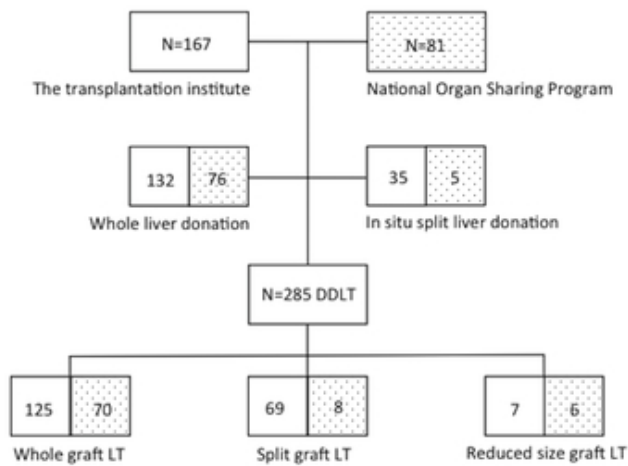 N=167
N=81
The transplantation institute
National Organ Sharing Program
132 76
35 5
Whole liver donation
In situ split liver donation
N=285 DDLT
125 70
69 8
7 6
Whole graft LT
Split graft LT
Reduced size graft LT